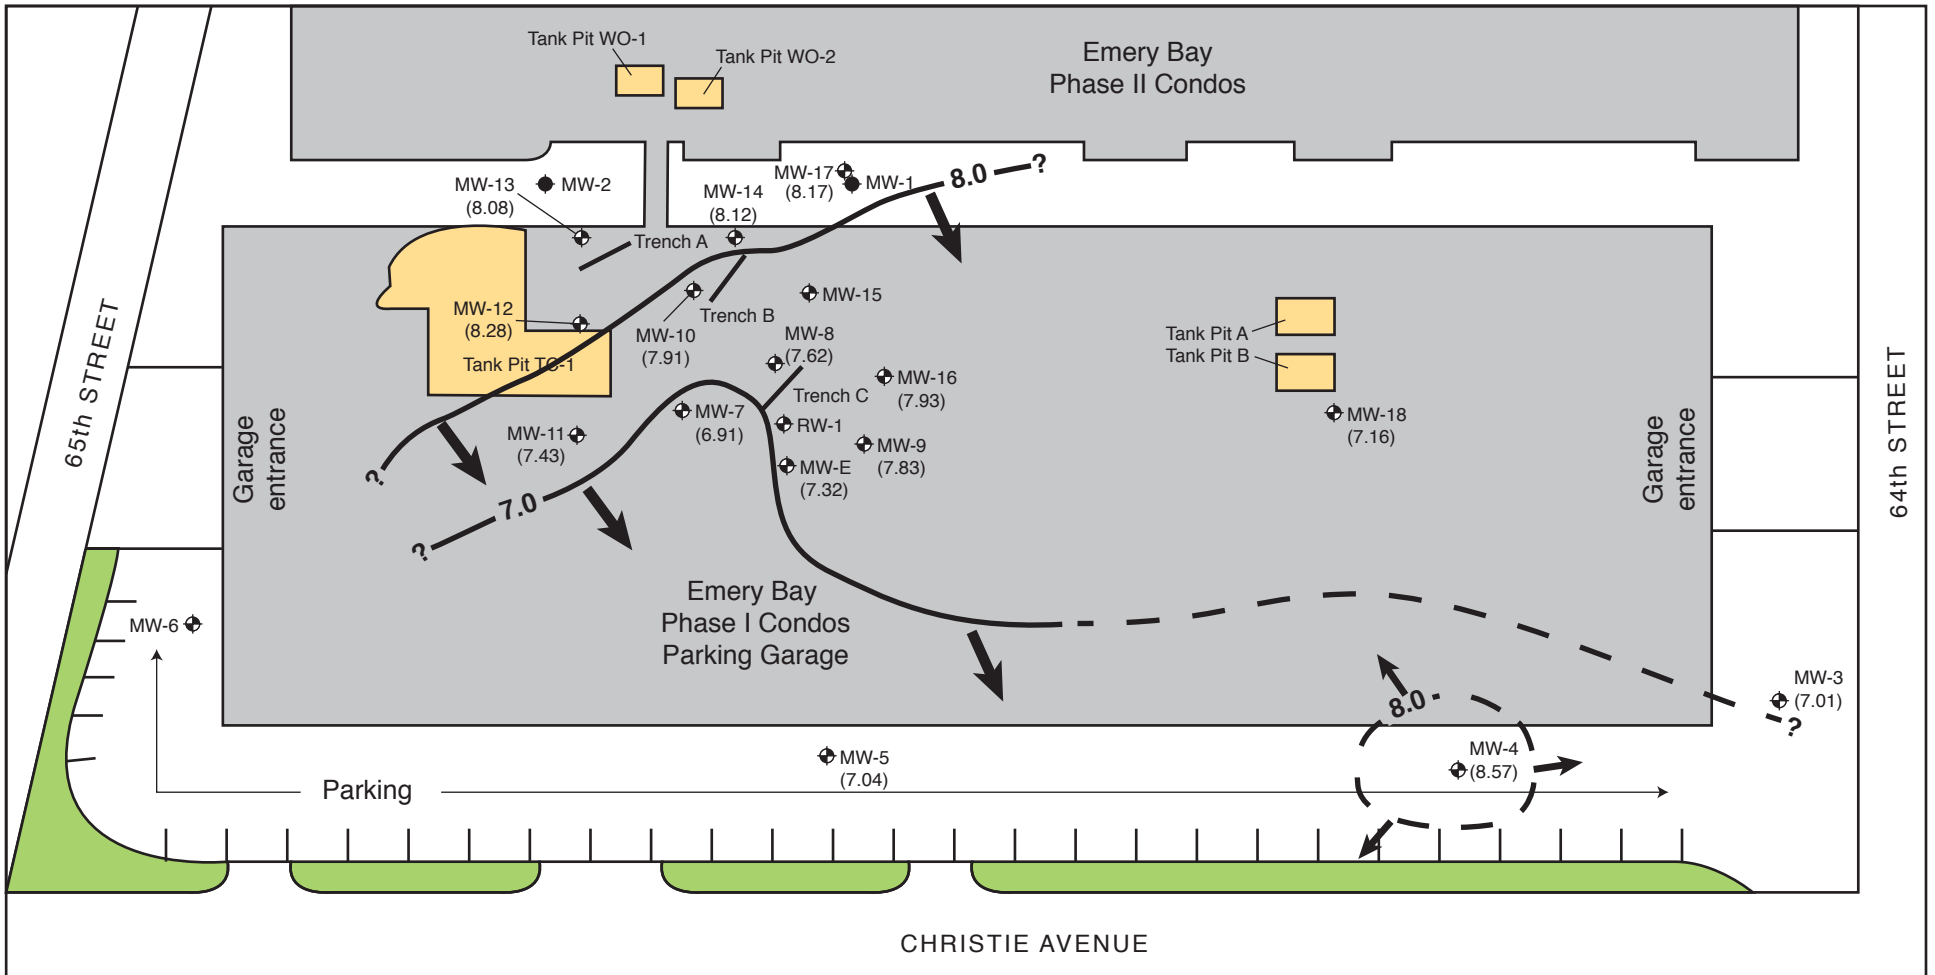 Tank Pit WO-1
Tank Pit WO-2
Emery Bay
Phase II Condos
MW-13
(8.08)
MW-2
MW-14
(8.12)
MW-17
(8.17)
MW-1
8.0
?
Trench A
MW-12
(8.28)
Tank Pit TC-1
MW-10
(7.91)
Trench B
MW-15
MW-8
(7.62)
Trench C
MW-16
(7.93)
Tank Pit A
Tank Pit B
MW-18
(7.16)
65th STREET
64th STREET
Garage
entrance
Garage
entrance
MW-11
(7.43)
MW-7
(6.91)
RW-1
MW-9
(7.83)
MW-E
(7.32)
?
7.0
?
Emery Bay
Phase I Condos
Parking Garage
MW-6
MW-3
(7.01)
?
8.0
MW-4
(8.57)
MW-5
(7.04)
Parking
CHRISTIE AVENUE